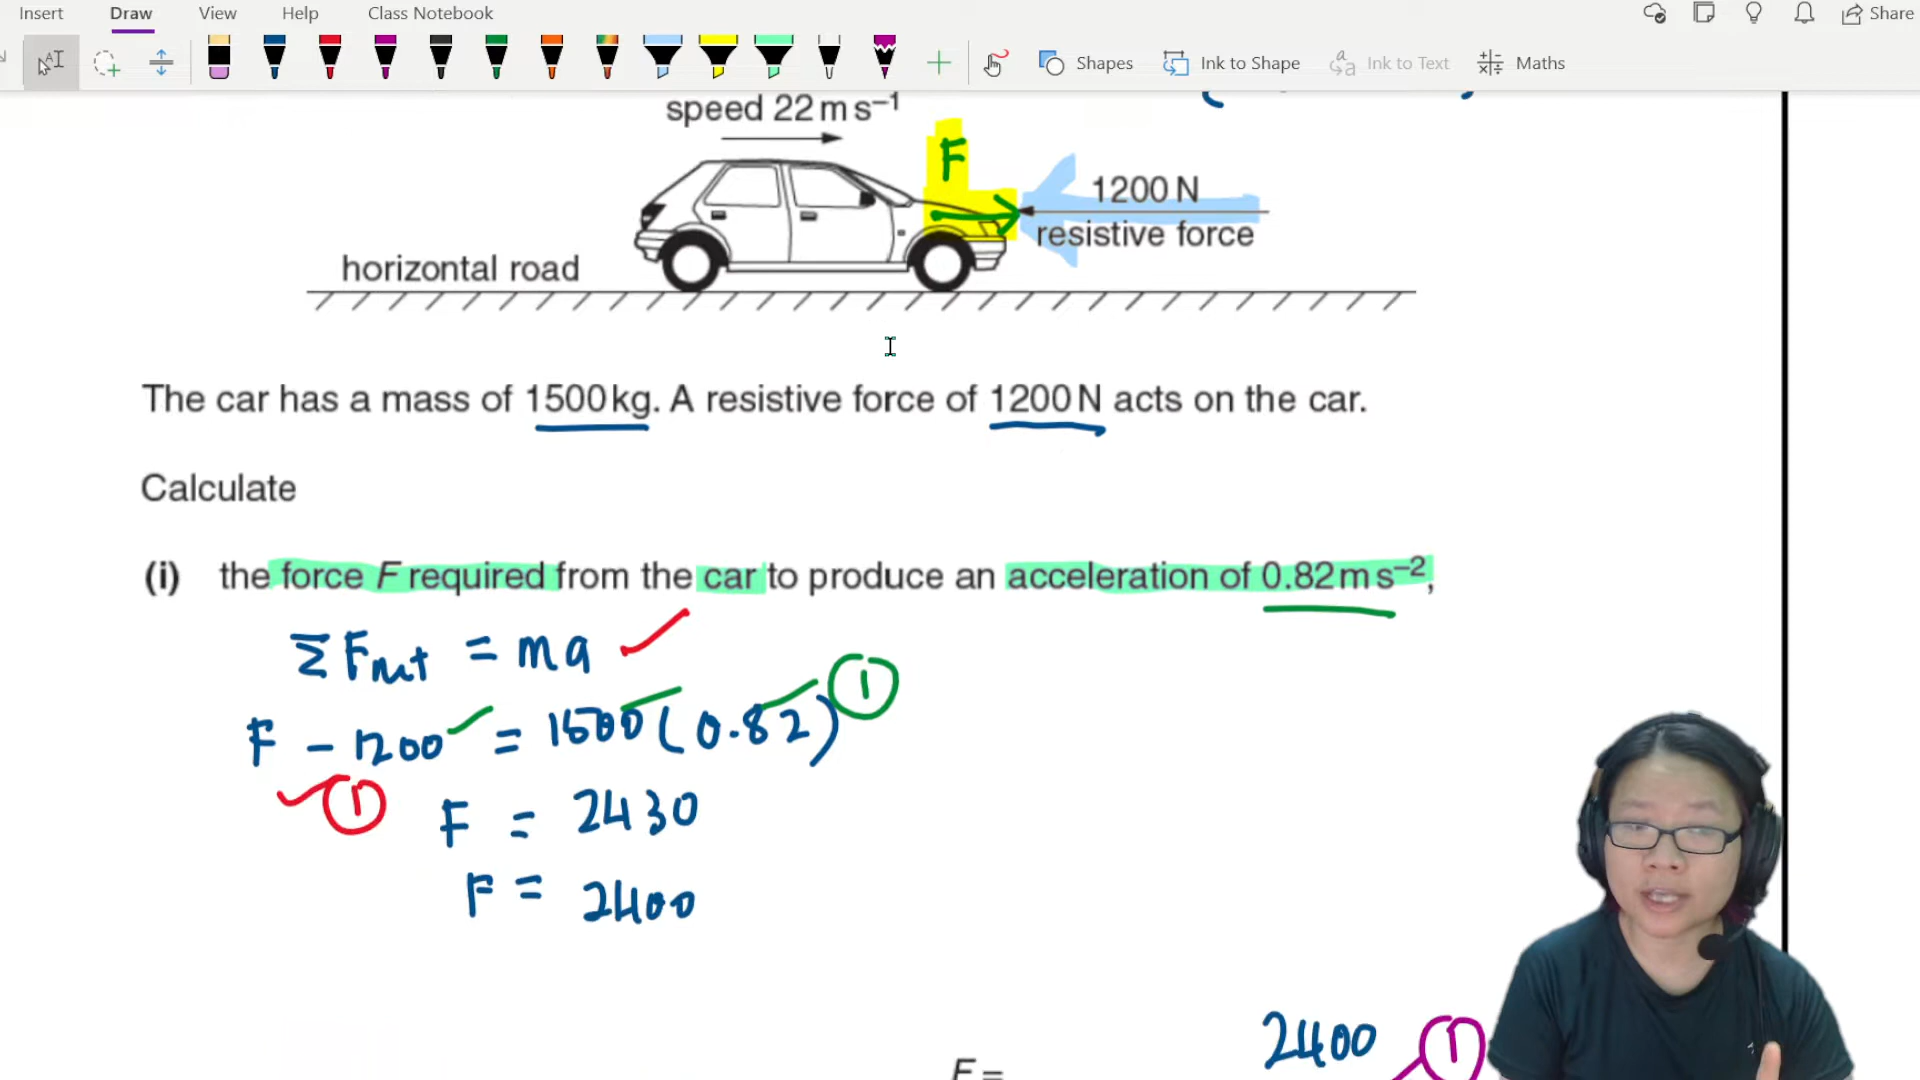 Insert Draw View Help Class Notebook Share
Shapes Ink to Shape Ink to Text Maths
speed 22 m s⁻¹
F
1200 N
resistive force
horizontal road
The car has a mass of 1500 kg. A resistive force of 1200 N acts on the car.
Calculate
(i) the force F required from the car to produce an acceleration of 0.82 m s⁻²,
Σ Fnet = ma
F - 1200 = 1500 (0.82) 1
1
F = 2430
F = 2400
2400 1
F =